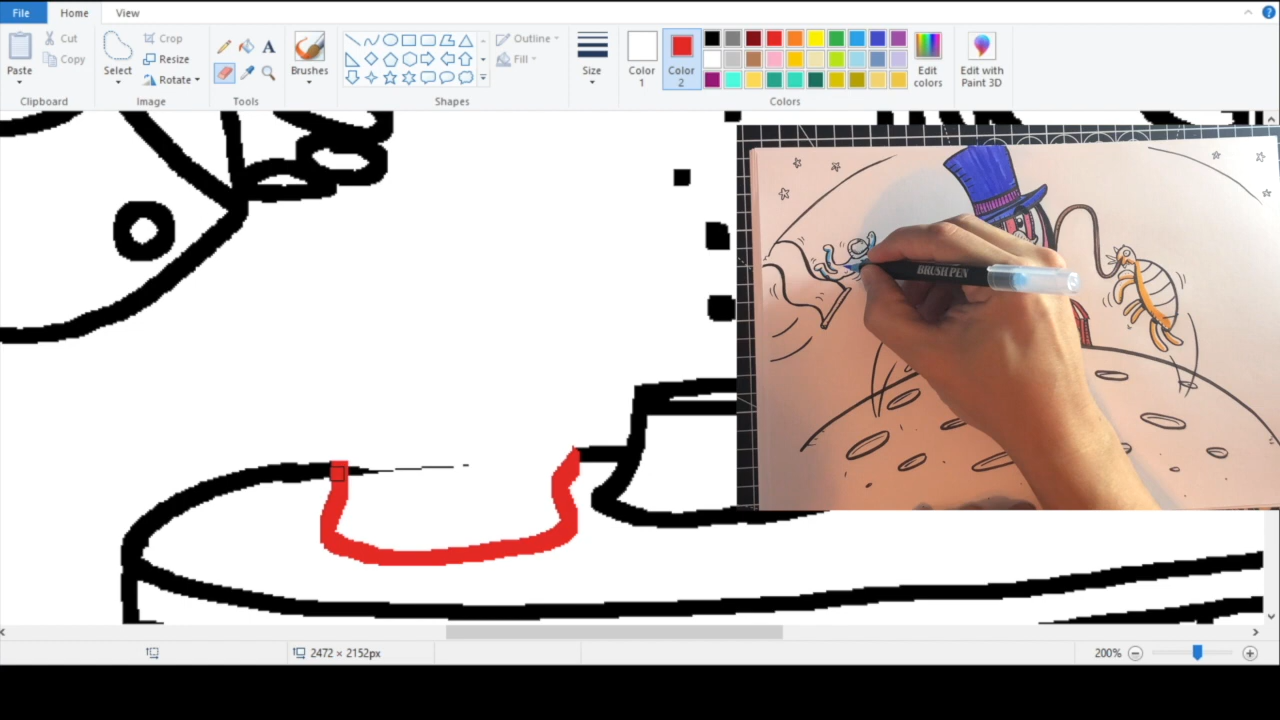 File Home View
Paste
Cut
Copy
Clipboard
Select
Crop
Resize
Rotate
Image
A
Tools
Brushes
Outline
Fill
Shapes
Size
Color 1
Color 2
Edit colors
Colors
Edit with Paint 3D
BRUSH PEN
2472 × 2152px
200%